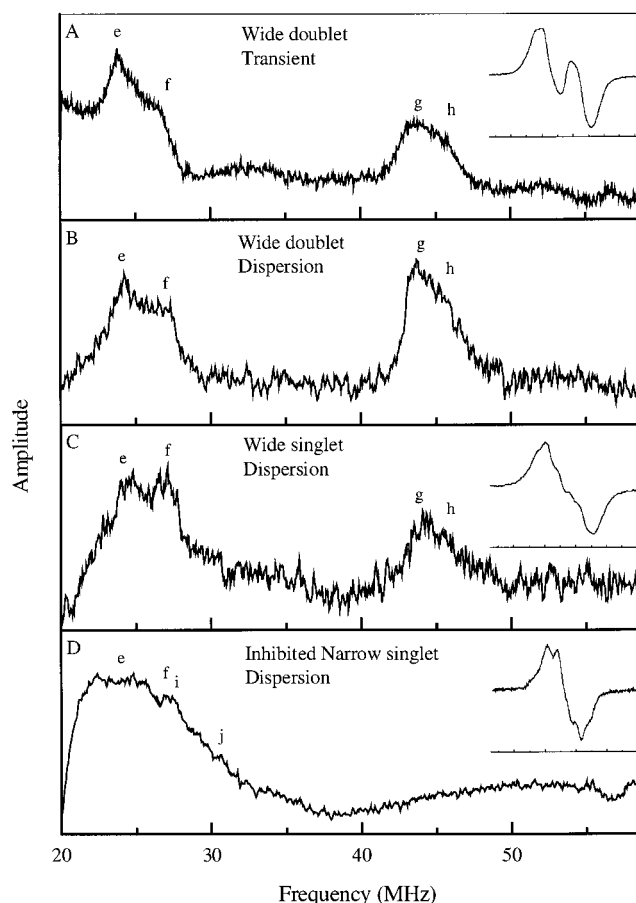 A
e
f
Wide doublet
Transient
g
h
B
e
f
Wide doublet
Dispersion
g
h
C
e
f
Wide singlet
Dispersion
g
h
D
e
f
i
j
Inhibited Narrow singlet
Dispersion
Amplitude
20
30
40
50
Frequency (MHz)